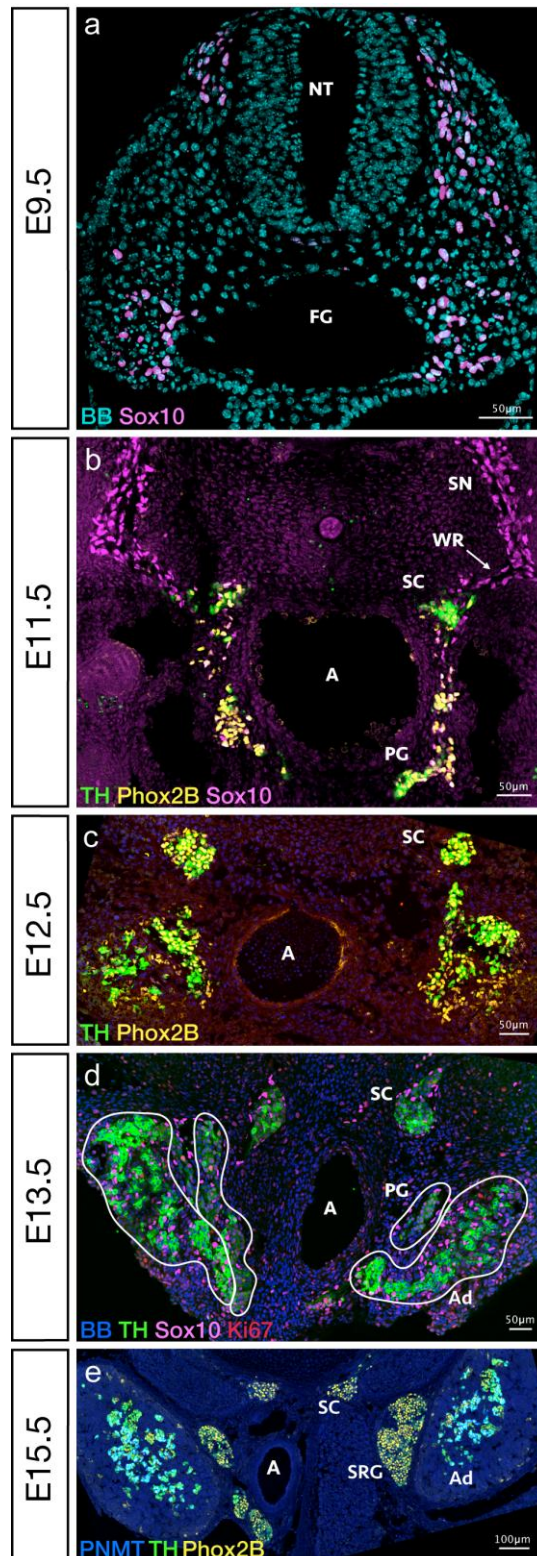 E9.5
a
NT
FG
BB Sox10
50µm
E11.5
b
SN
WR
SC
A
PG
TH Phox2B Sox10
50µm
E12.5
c
SC
A
TH Phox2B
50µm
E13.5
d
SC
PG
A
Ad
BB TH Sox10 Ki67
50µm
E15.5
e
SC
A
SRG
Ad
PNMT TH Phox2B
100µm